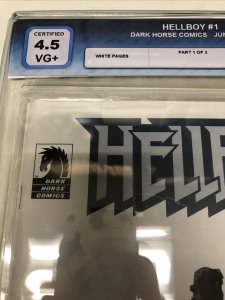 CERTIFIED
4.5
VG+
HELLBOY #1
DARK HORSE COMICS JU
WHITE PAGES
PART 1 OF 2
HELL
DARK
HORSE
COMICS